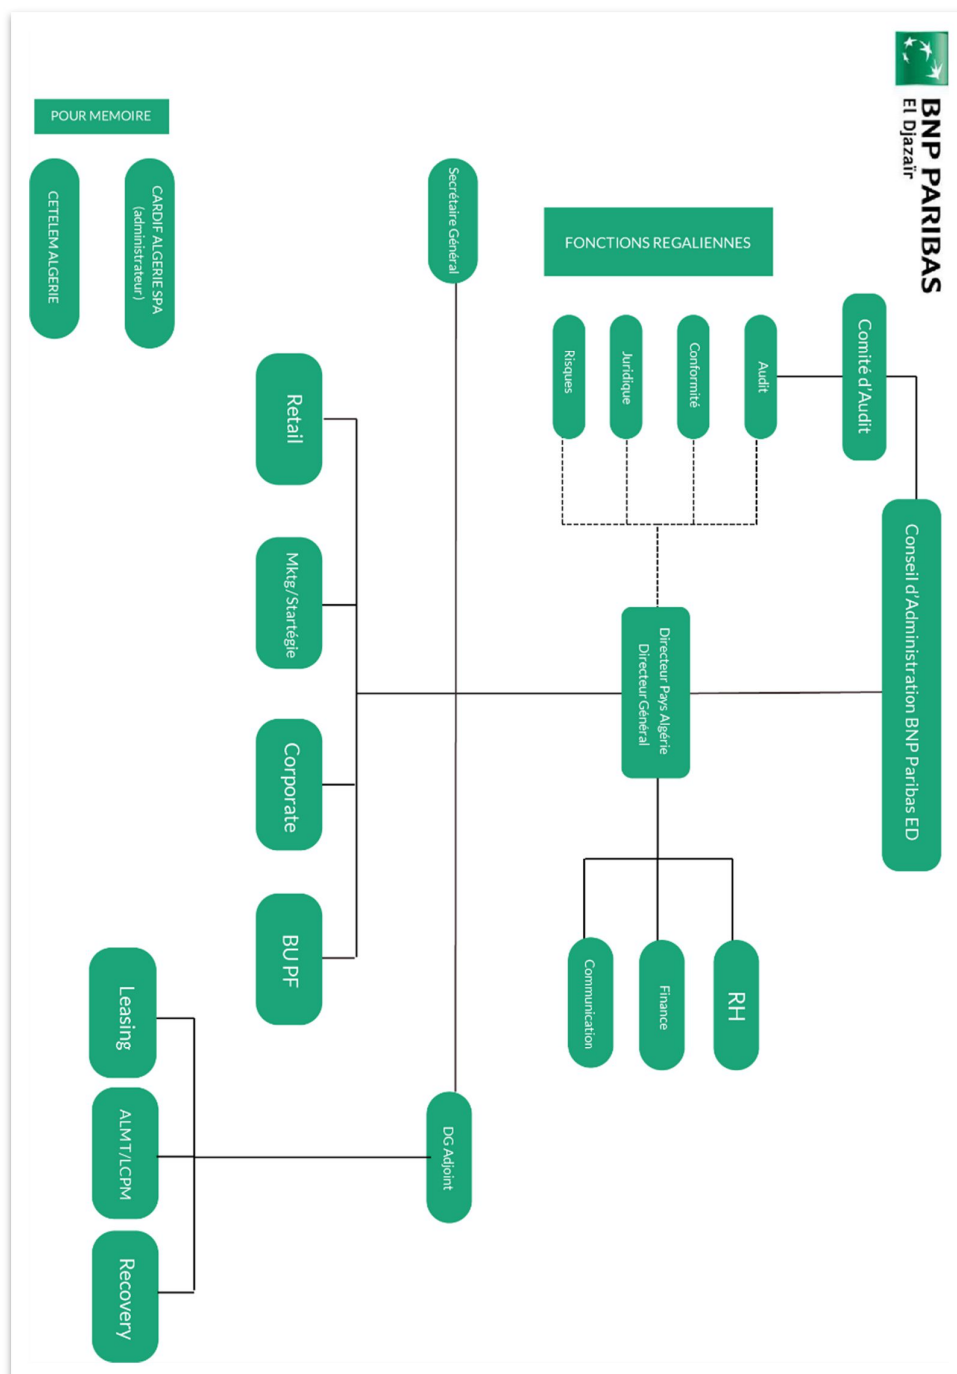 BNP PARIBAS
El Djazaïr
Conseil d'Administration BNP Paribas ED
Comité d'Audit
FONCTIONS REGALIENNES
Audit
Conformité
Juridique
Risques
Directeur Pays Algérie
Directeur Général
RH
Finance
Communication
Secrétaire Général
DG Adjoint
Retail
Mktg/Startégie
Corporate
BU PF
Leasing
ALMT/LCPM
Recovery
POUR MEMOIRE
CARDIF ALGERIE SPA
(administrateur)
CETELEM ALGERIE